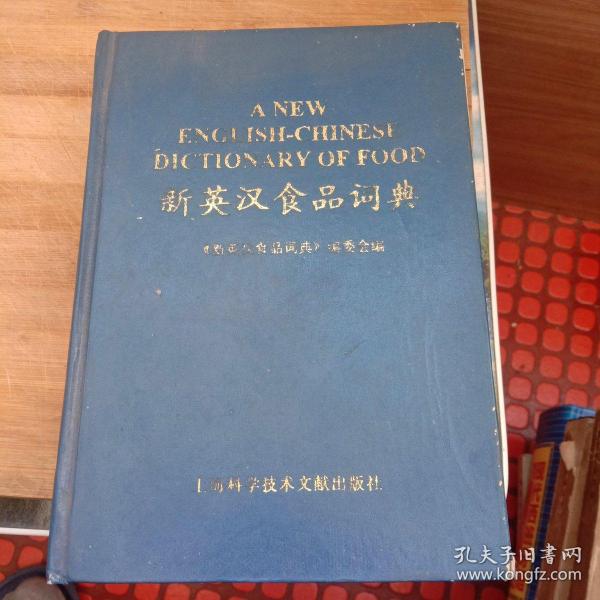 A NEW
ENGLISH-CHINESE
DICTIONARY OF FOOD
新英汉食品词典
《新英汉食品词典》编委会编
上海科学技术文献出版社
孔夫子旧书网
www.kongfz.com